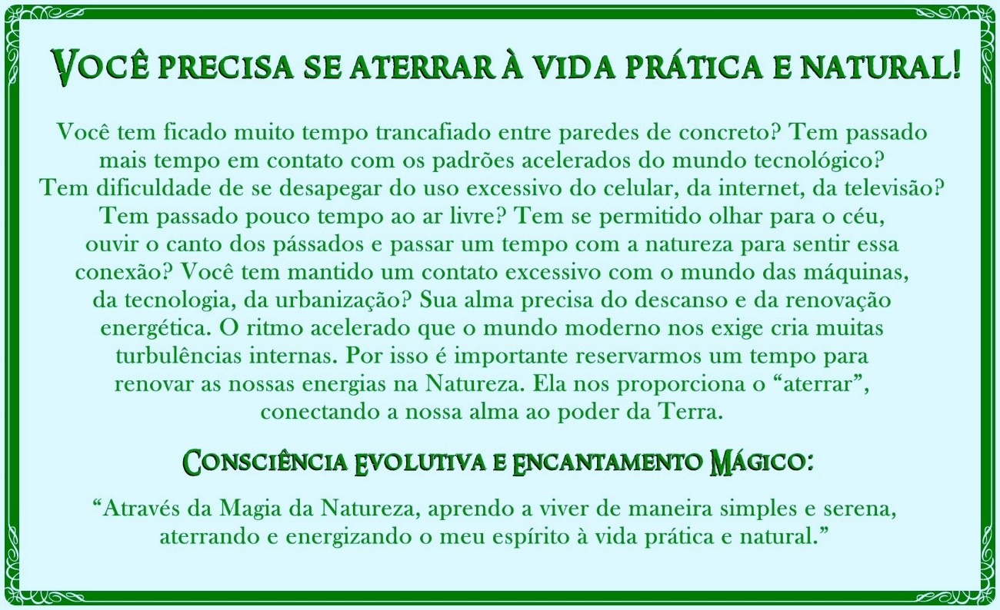 Você precisa se aterrar à vida prática e natural!
Você tem ficado muito tempo trancafiado entre paredes de concreto? Tem passado
mais tempo em contato com os padrões acelerados do mundo tecnológico?
Tem dificuldade de se desapegar do uso excessivo do celular, da internet, da televisão?
Tem passado pouco tempo ao ar livre? Tem se permitido olhar para o céu,
ouvir o canto dos pássados e passar um tempo com a natureza para sentir essa
conexão? Você tem mantido um contato excessivo com o mundo das máquinas,
da tecnologia, da urbanização? Sua alma precisa do descanso e da renovação
energética. O ritmo acelerado que o mundo moderno nos exige cria muitas
turbulências internas. Por isso é importante reservarmos um tempo para
renovar as nossas energias na Natureza. Ela nos proporciona o “aterrar”,
conectando a nossa alma ao poder da Terra.
Consciência Evolutiva e Encantamento Mágico:
“Através da Magia da Natureza, aprendo a viver de maneira simples e serena,
aterrando e energizando o meu espírito à vida prática e natural.”